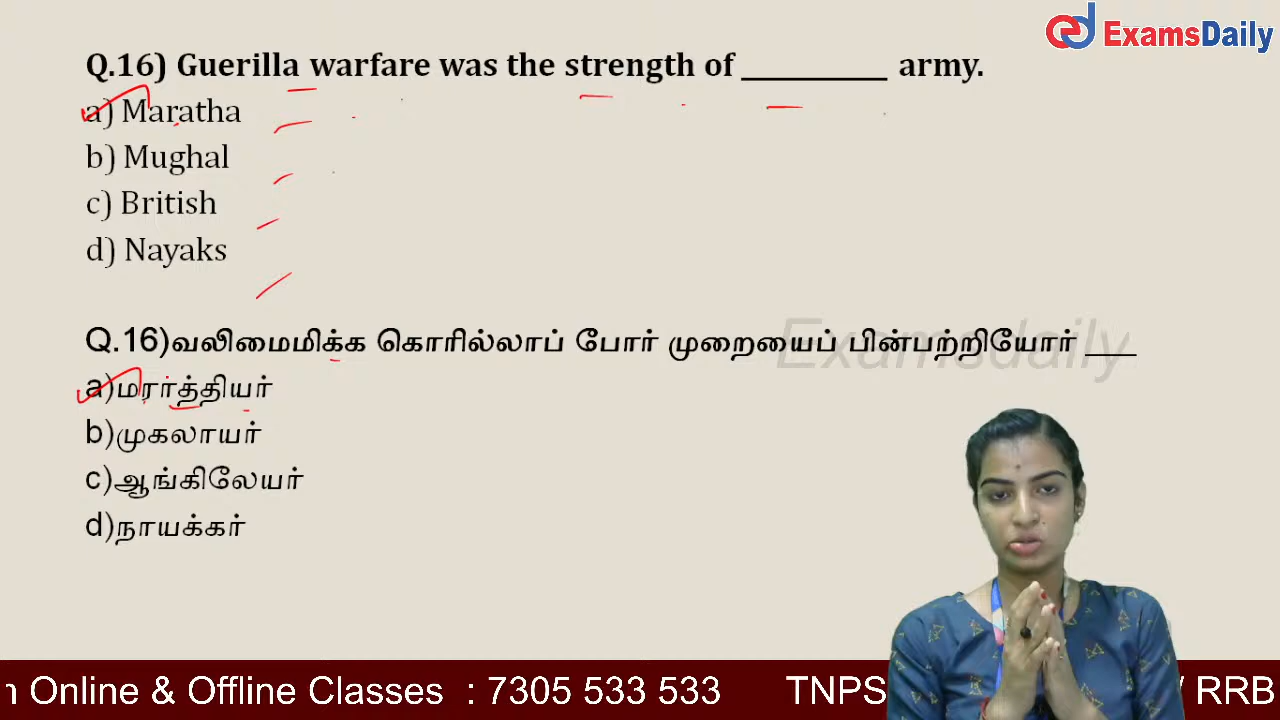 ExamsDaily
Q.16) Guerilla warfare was the strength of __________ army.
a) Maratha
b) Mughal
c) British
d) Nayaks
Q.16)வலிமைமிக்க கொரில்லாப் போர் முறையைப் பின்பற்றியோர் ___
Examsdaily
a)மரர்த்தியர்
b)முகலாயர்
c)ஆங்கிலேயர்
d)நாயக்கர்
n Online & Offline Classes : 7305 533 533 TNPS / RRB